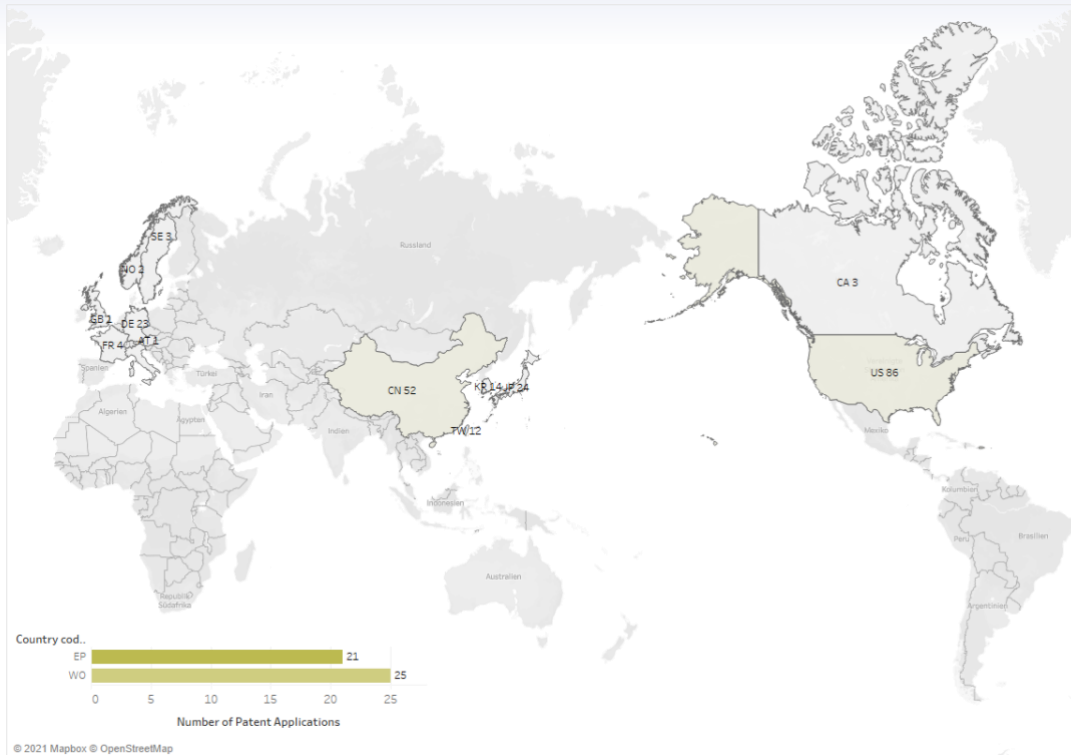 Russland
SE 3
NO 2
CA 3
GB 1
DE 23
AT 1
FR 4
Spanien
Türkei
US 86
CN 52
KR 14
JP 24
Iran
Algerien
Ägypten
Indien
TW 12
Mexiko
Kolumbien
Indonesien
Peru
Brasilien
Australien
Republik
Südafrika
Argentinien
Country cod..
EP 21
WO 25
0 5 10 15 20 25
Number of Patent Applications
© 2021 Mapbox © OpenStreetMap